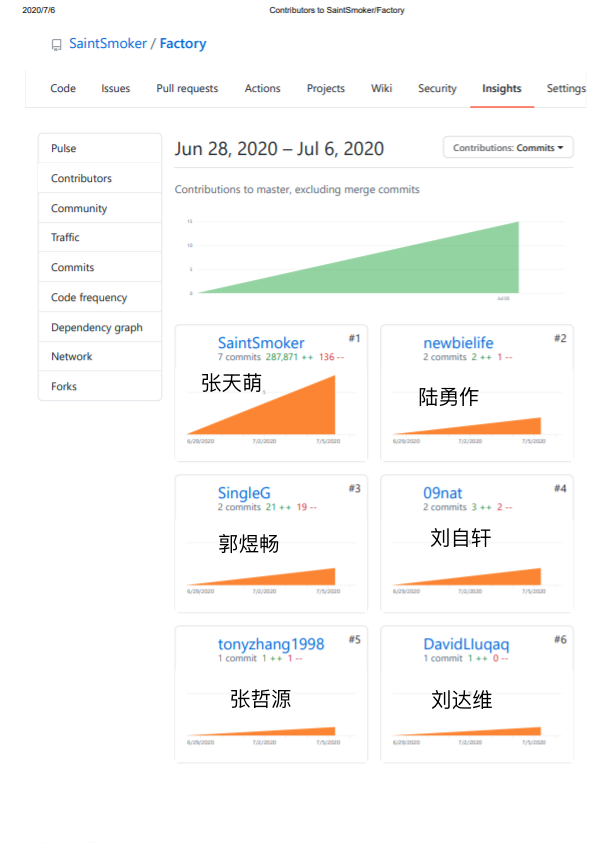 2020/7/6 Contributors to SaintSmoker/Factory
SaintSmoker / Factory
Code Issues Pull requests Actions Projects Wiki Security Insights Settings
Pulse
Contributors
Community
Traffic
Commits
Code frequency
Dependency graph
Network
Forks
Jun 28, 2020 – Jul 6, 2020
Contributions: Commits
Contributions to master, excluding merge commits
15
10
5
0
Jul 05
SaintSmoker #1
7 commits 287,871 ++ 136 --
张天萌
6/29/2020 7/2/2020 7/5/2020
newbielife #2
2 commits 2 ++ 1 --
陆勇作
6/29/2020 7/2/2020 7/5/2020
SingleG #3
2 commits 21 ++ 19 --
郭煜畅
6/29/2020 7/2/2020 7/5/2020
09nat #4
2 commits 3 ++ 2 --
刘自轩
6/29/2020 7/2/2020 7/5/2020
tonyzhang1998 #5
1 commit 1 ++ 1 --
张哲源
6/29/2020 7/2/2020 7/5/2020
DavidLluqaq #6
1 commit 1 ++ 0 --
刘达维
6/29/2020 7/2/2020 7/5/2020